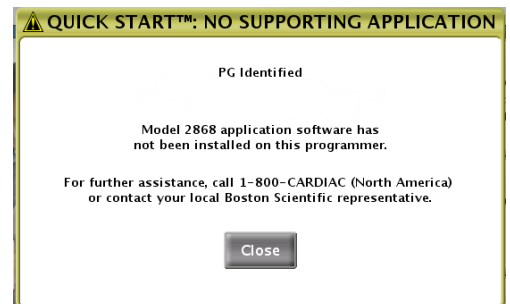 QUICK START™: NO SUPPORTING APPLICATION
PG Identified
Model 2868 application software has
not been installed on this programmer.
For further assistance, call 1-800-CARDIAC (North America)
or contact your local Boston Scientific representative.
Close